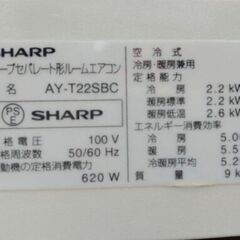 SHARP
ープセパレート形ルームエアコン
名 AY-T22SBC
PS
E SHARP
格電圧 100 V
格周波数 50/60 Hz
動機の定格消費電力
620 W
空冷式
冷房・暖房兼用
定格能力
冷房 2.2 kW
暖房標準 2.2 kW
暖房低温 2.6 kW
エネルギー消費効率
冷房 5.0
暖房 5.5
冷暖房平均 5.2
質量 9 k